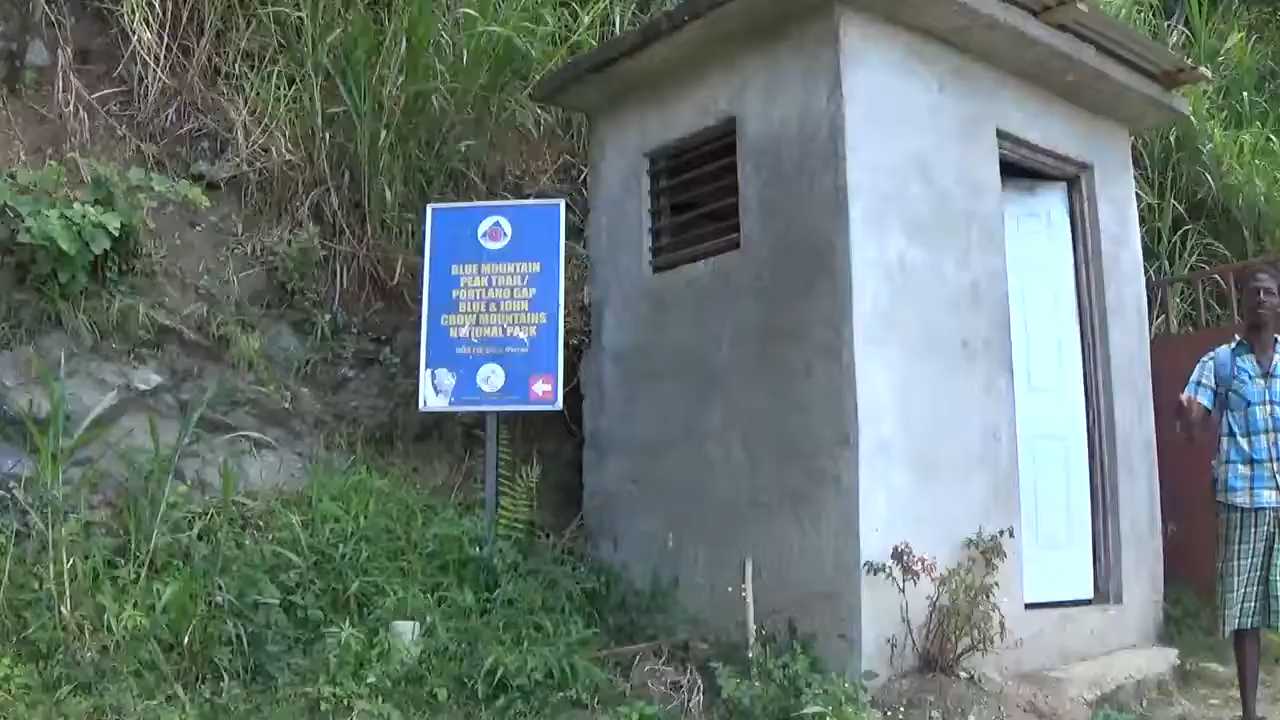 BLUE MOUNTAIN
PEAK TRAIL/
PORTLAND GAP
BLUE & JOHN
CROW MOUNTAINS
NATIONAL PARK